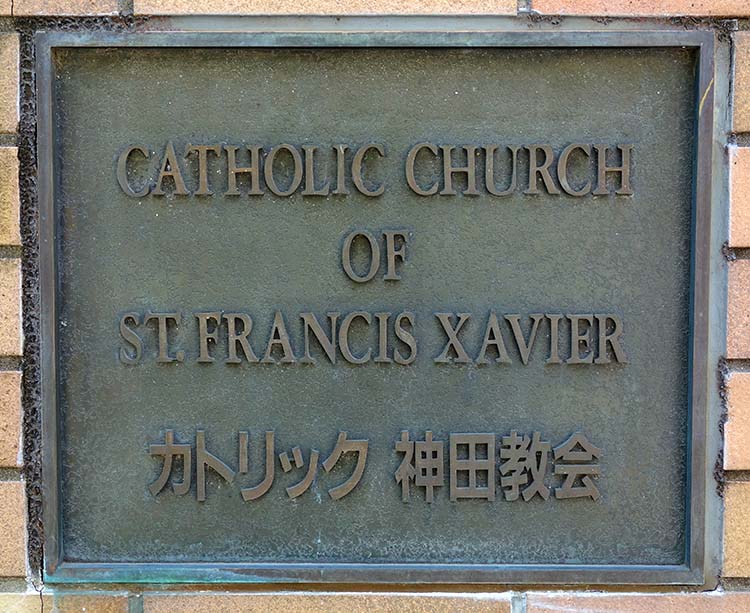 CATHOLIC CHURCH
OF
ST. FRANCIS XAVIER
カトリック 神田教会